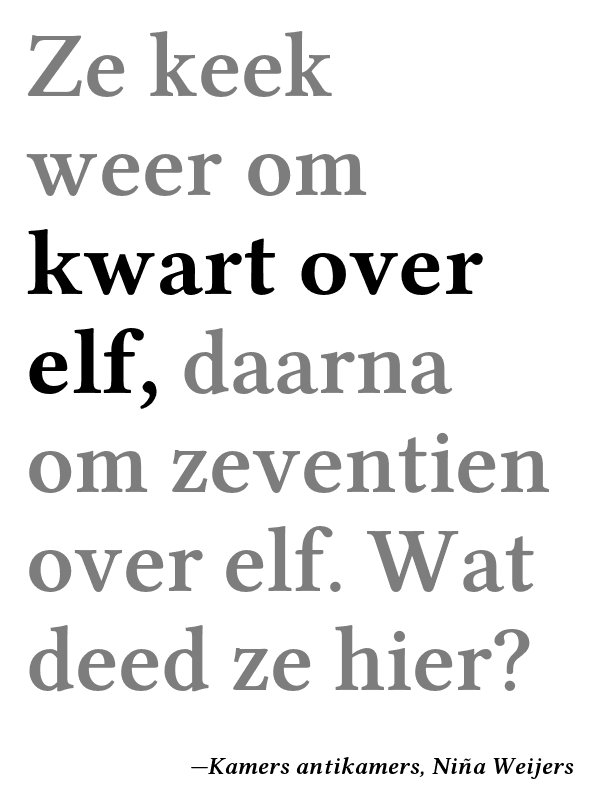 Ze keek
weer om
kwart over
elf, daarna
om zeventien
over elf. Wat
deed ze hier?
—Kamers antikamers, Niña Weijers